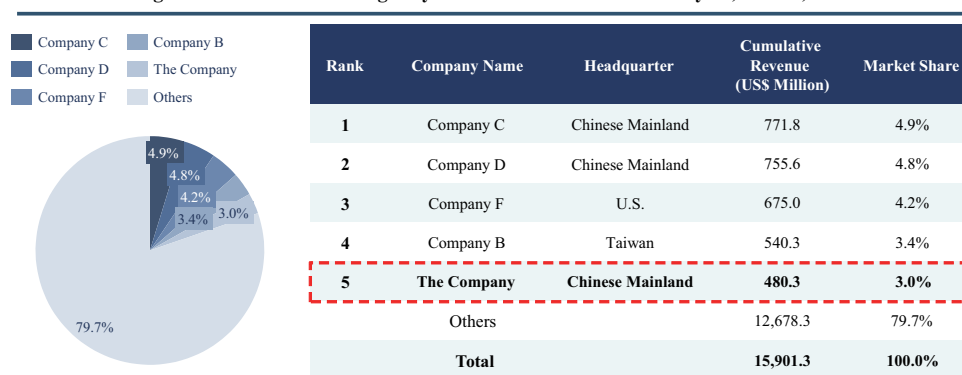 Company C Company B
Company D The Company
Company F Others
4.9%
4.8%
4.2%
3.4% 3.0%
79.7%
Rank Company Name Headquarter Cumulative Revenue (US$ Million) Market Share
1 Company C Chinese Mainland 771.8 4.9%
2 Company D Chinese Mainland 755.6 4.8%
3 Company F U.S. 675.0 4.2%
4 Company B Taiwan 540.3 3.4%
5 The Company Chinese Mainland 480.3 3.0%
Others 12,678.3 79.7%
Total 15,901.3 100.0%